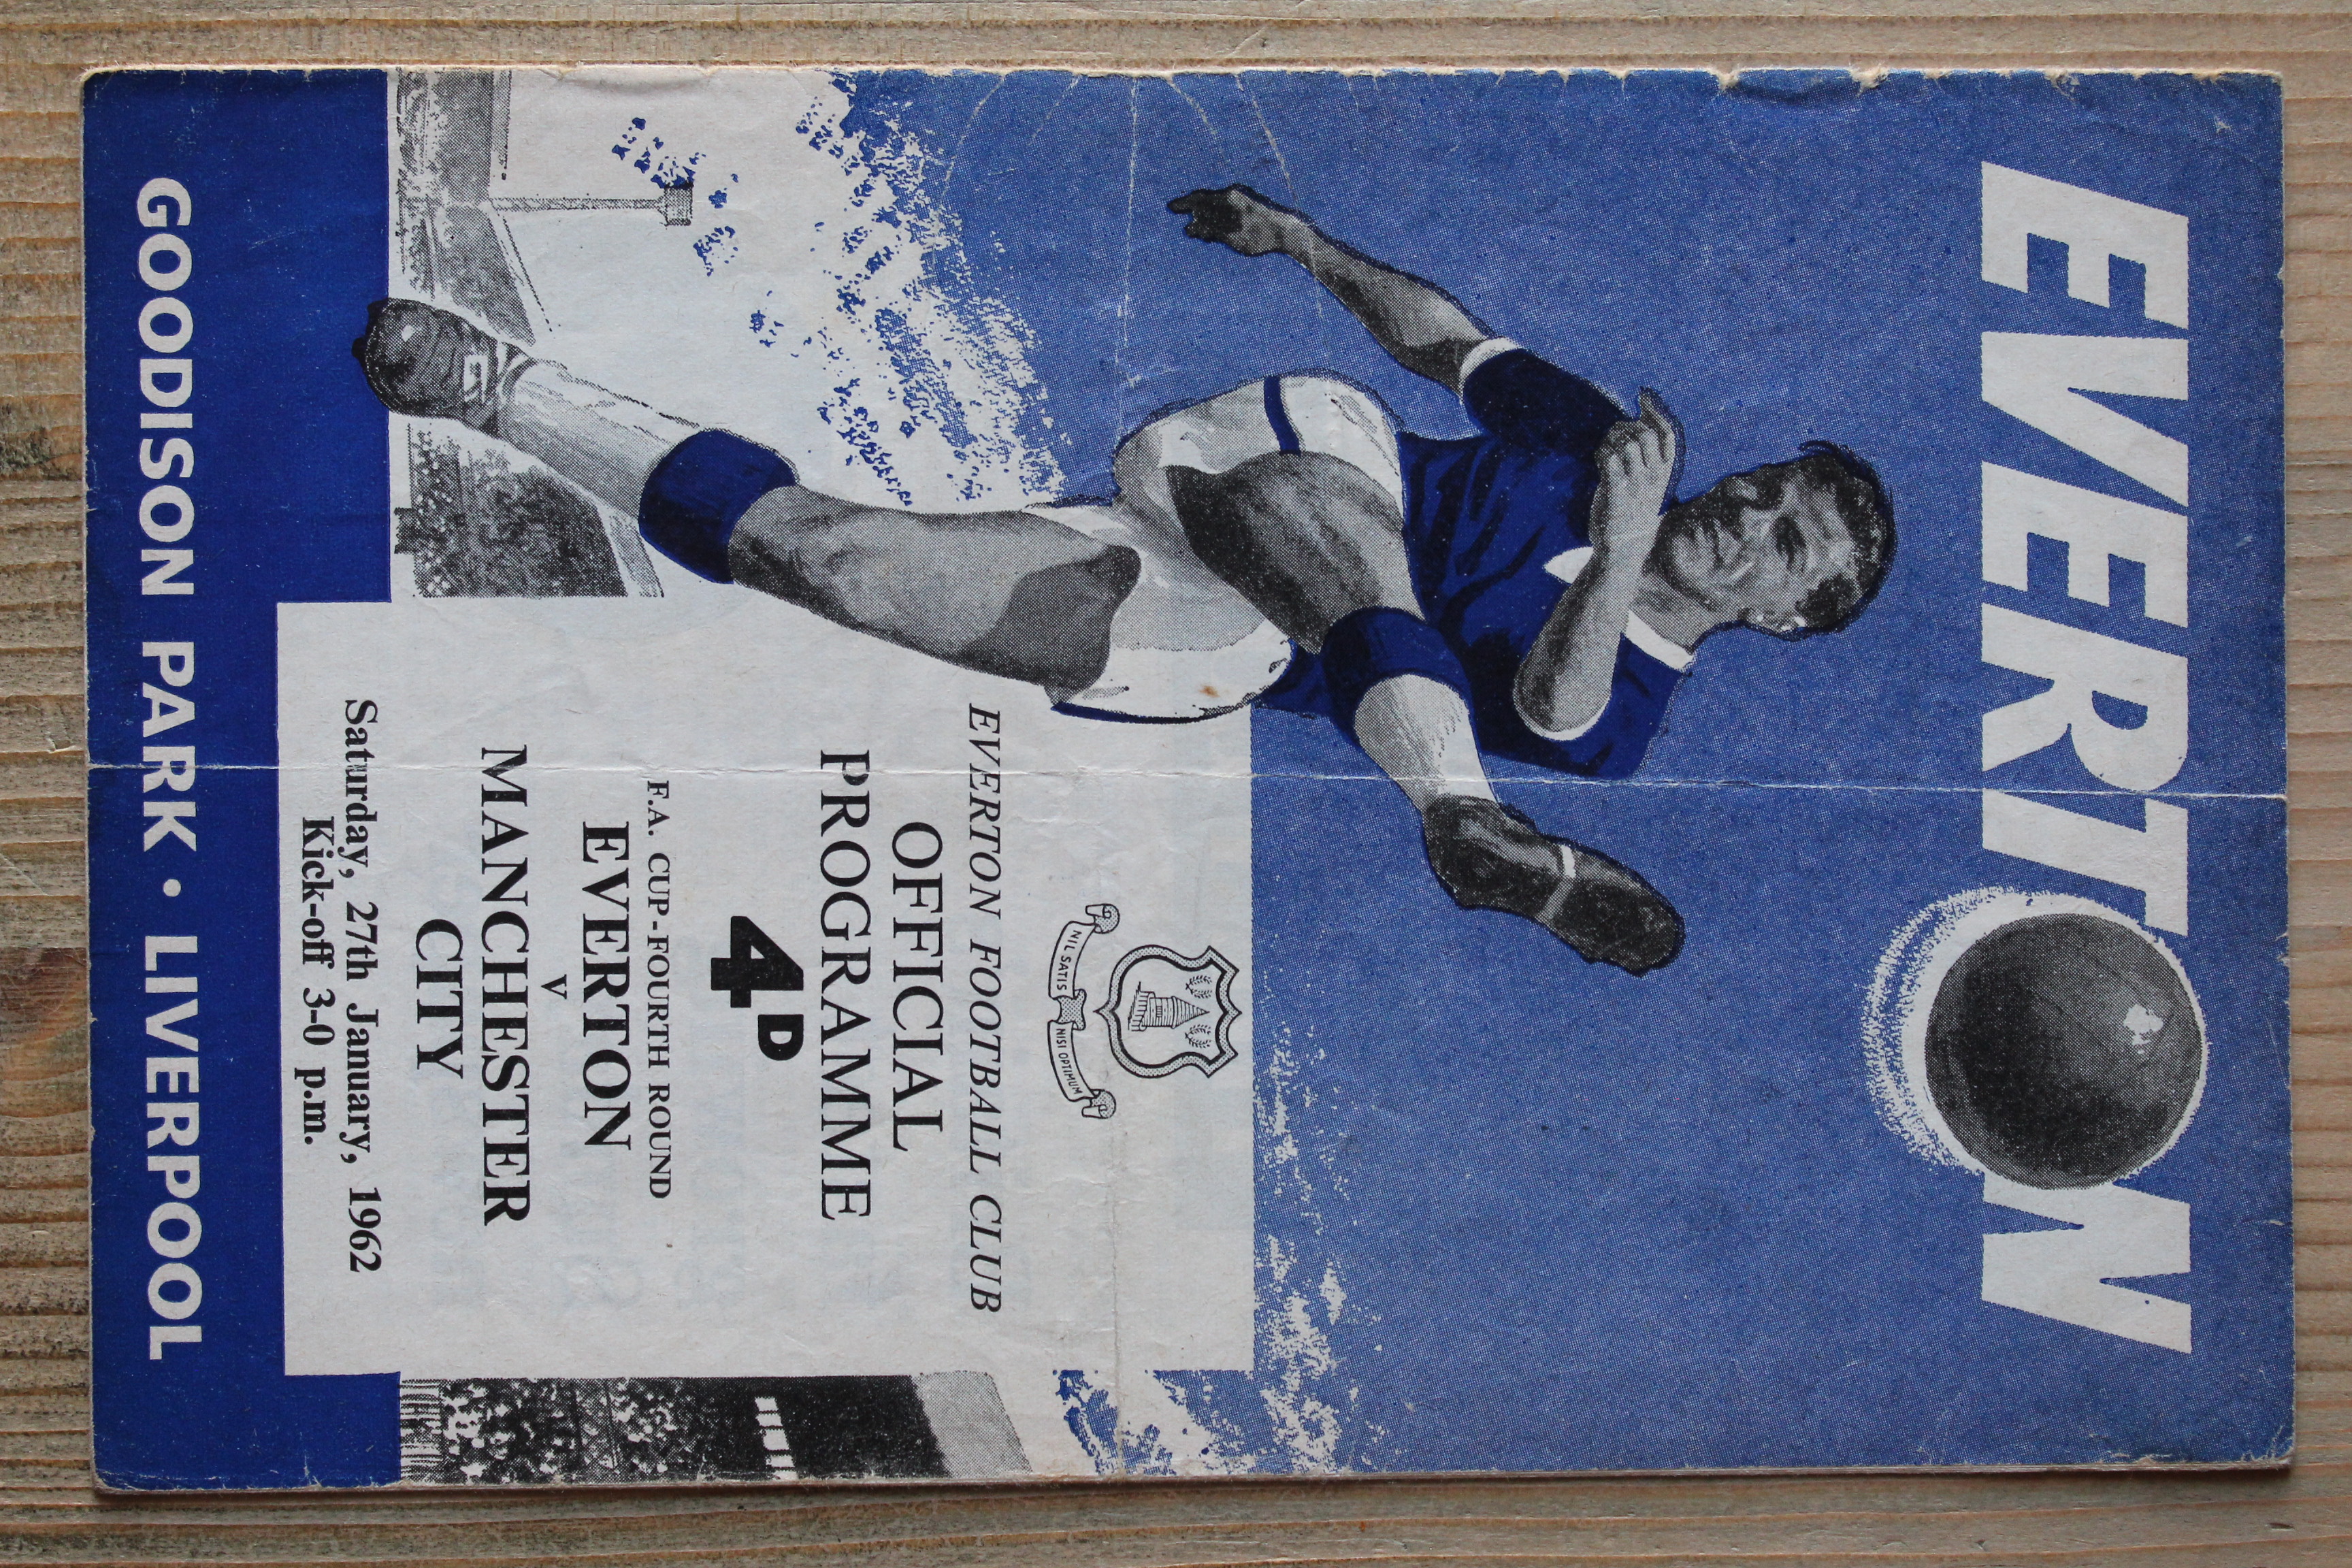 EVERTON
NIL SATIS NISI OPTIMUM
EVERTON FOOTBALL CLUB
OFFICIAL
PROGRAMME
4D
F.A. CUP-FOURTH ROUND
EVERTON
v
MANCHESTER
CITY
Saturday, 27th January, 1962
Kick-off 3-0 p.m.
GOODISON PARK · LIVERPOOL